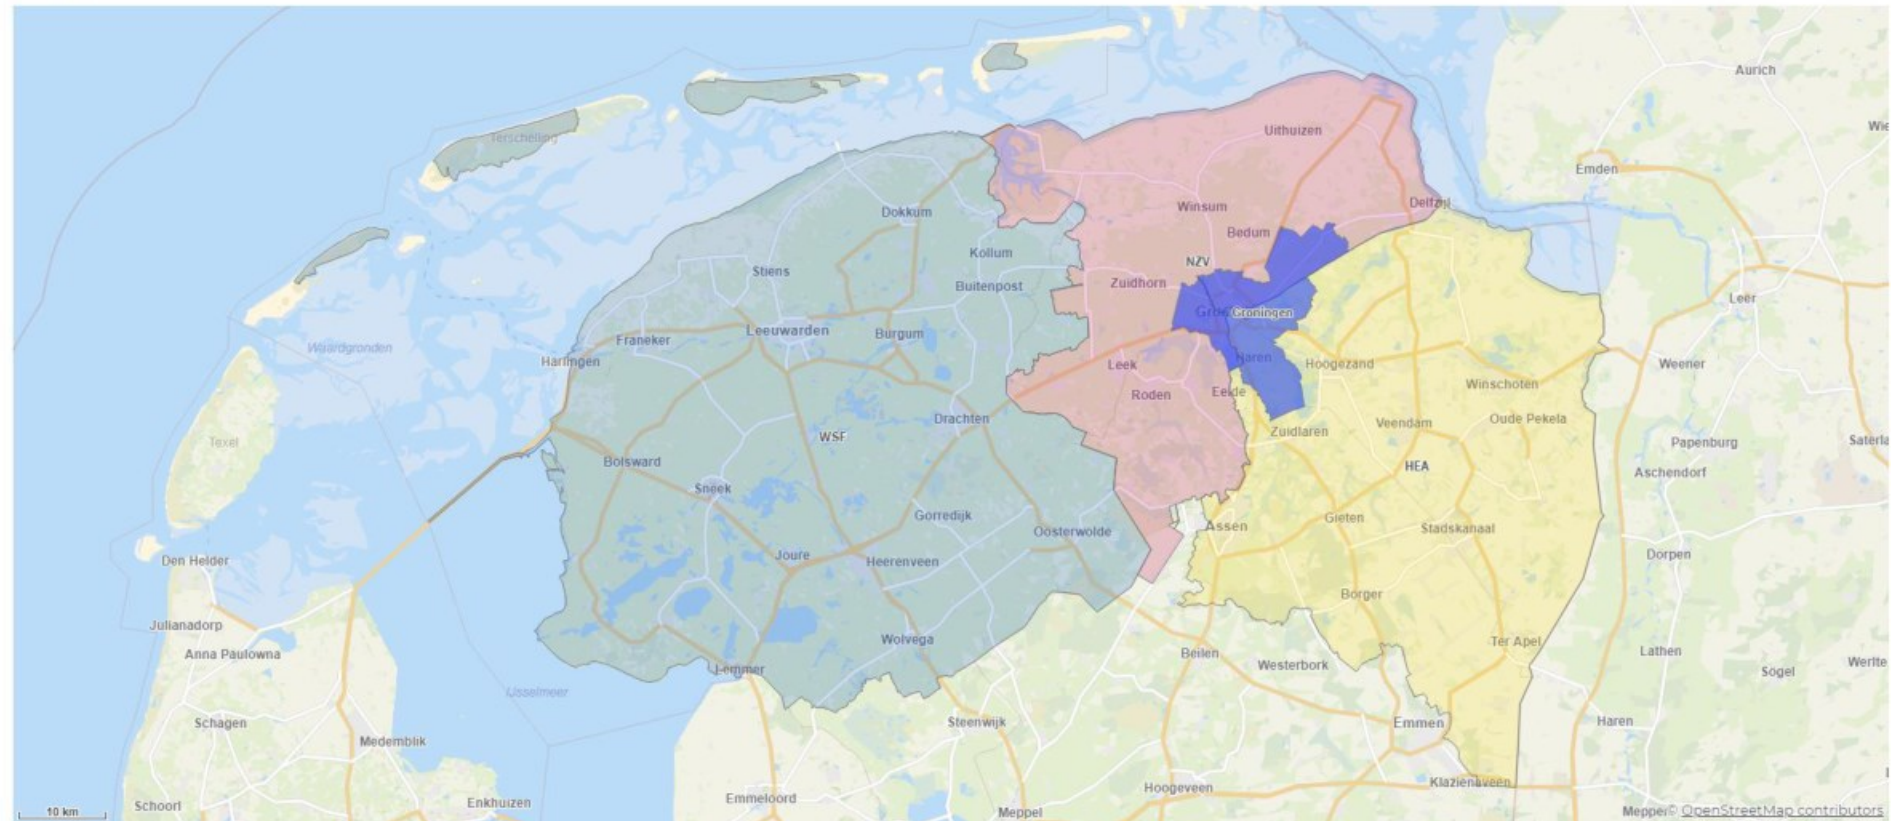 Aurich
Wie
Uithuizen
Terschelling
Emden
Winsum
Delfzijl
Dokkum
Bedum
Kollum
NZV
Stiens
Zuidhorn
Buitenpost
Leer
Groningen
Leeuwarden
Burgum
Franeker
Waardgronden
Harlingen
Haren
Leek
Hoogezand
Weener
Winschoten
Roden
Eelde
Drachten
Oude Pekela
Veendam
Zuidlaren
WSF
Texel
Papenburg
Saterla
Bolsward
HEA
Aschendorf
Sneek
Gorredijk
Gieten
Assen
Stadskanaal
Oosterwolde
Joure
Heerenveen
Dorpen
Den Helder
Borger
Julianadorp
Wolvega
Ter Apel
Anna Paulowna
Beilen
Westerbork
Lathen
Werlte
Lemmer
Sogel
IJsselmeer
Schagen
Steenwijk
Emmen
Haren
Medemblik
Klazienaveen
Hoogeveen
Emmeloord
Enkhuizen
Schoorl
10 km
Meppel
Meppe
© OpenStreetMap contributors